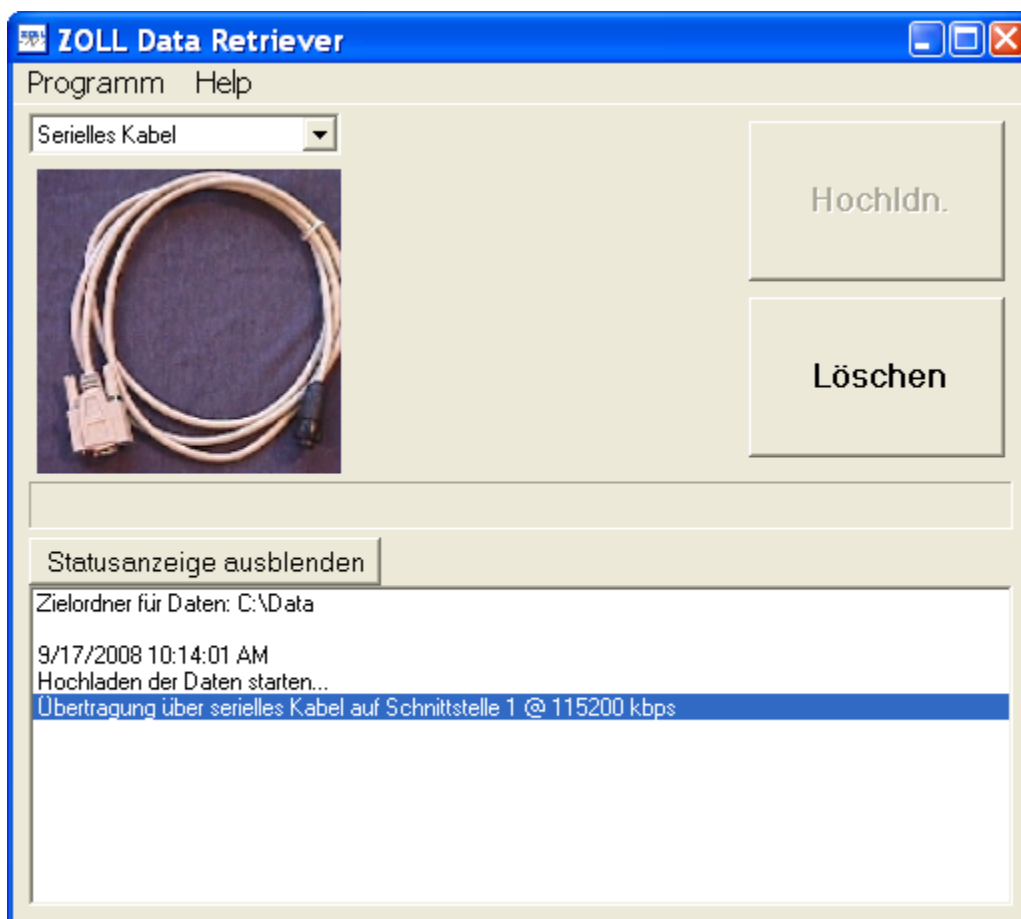 ZOLL Data Retriever
Programm Help
Serielles Kabel
Hochldn.
Löschen
Statusanzeige ausblenden
Zielordner für Daten: C:\Data
9/17/2008 10:14:01 AM
Hochladen der Daten starten...
Übertragung über serielles Kabel auf Schnittstelle 1 @ 115200 kbps